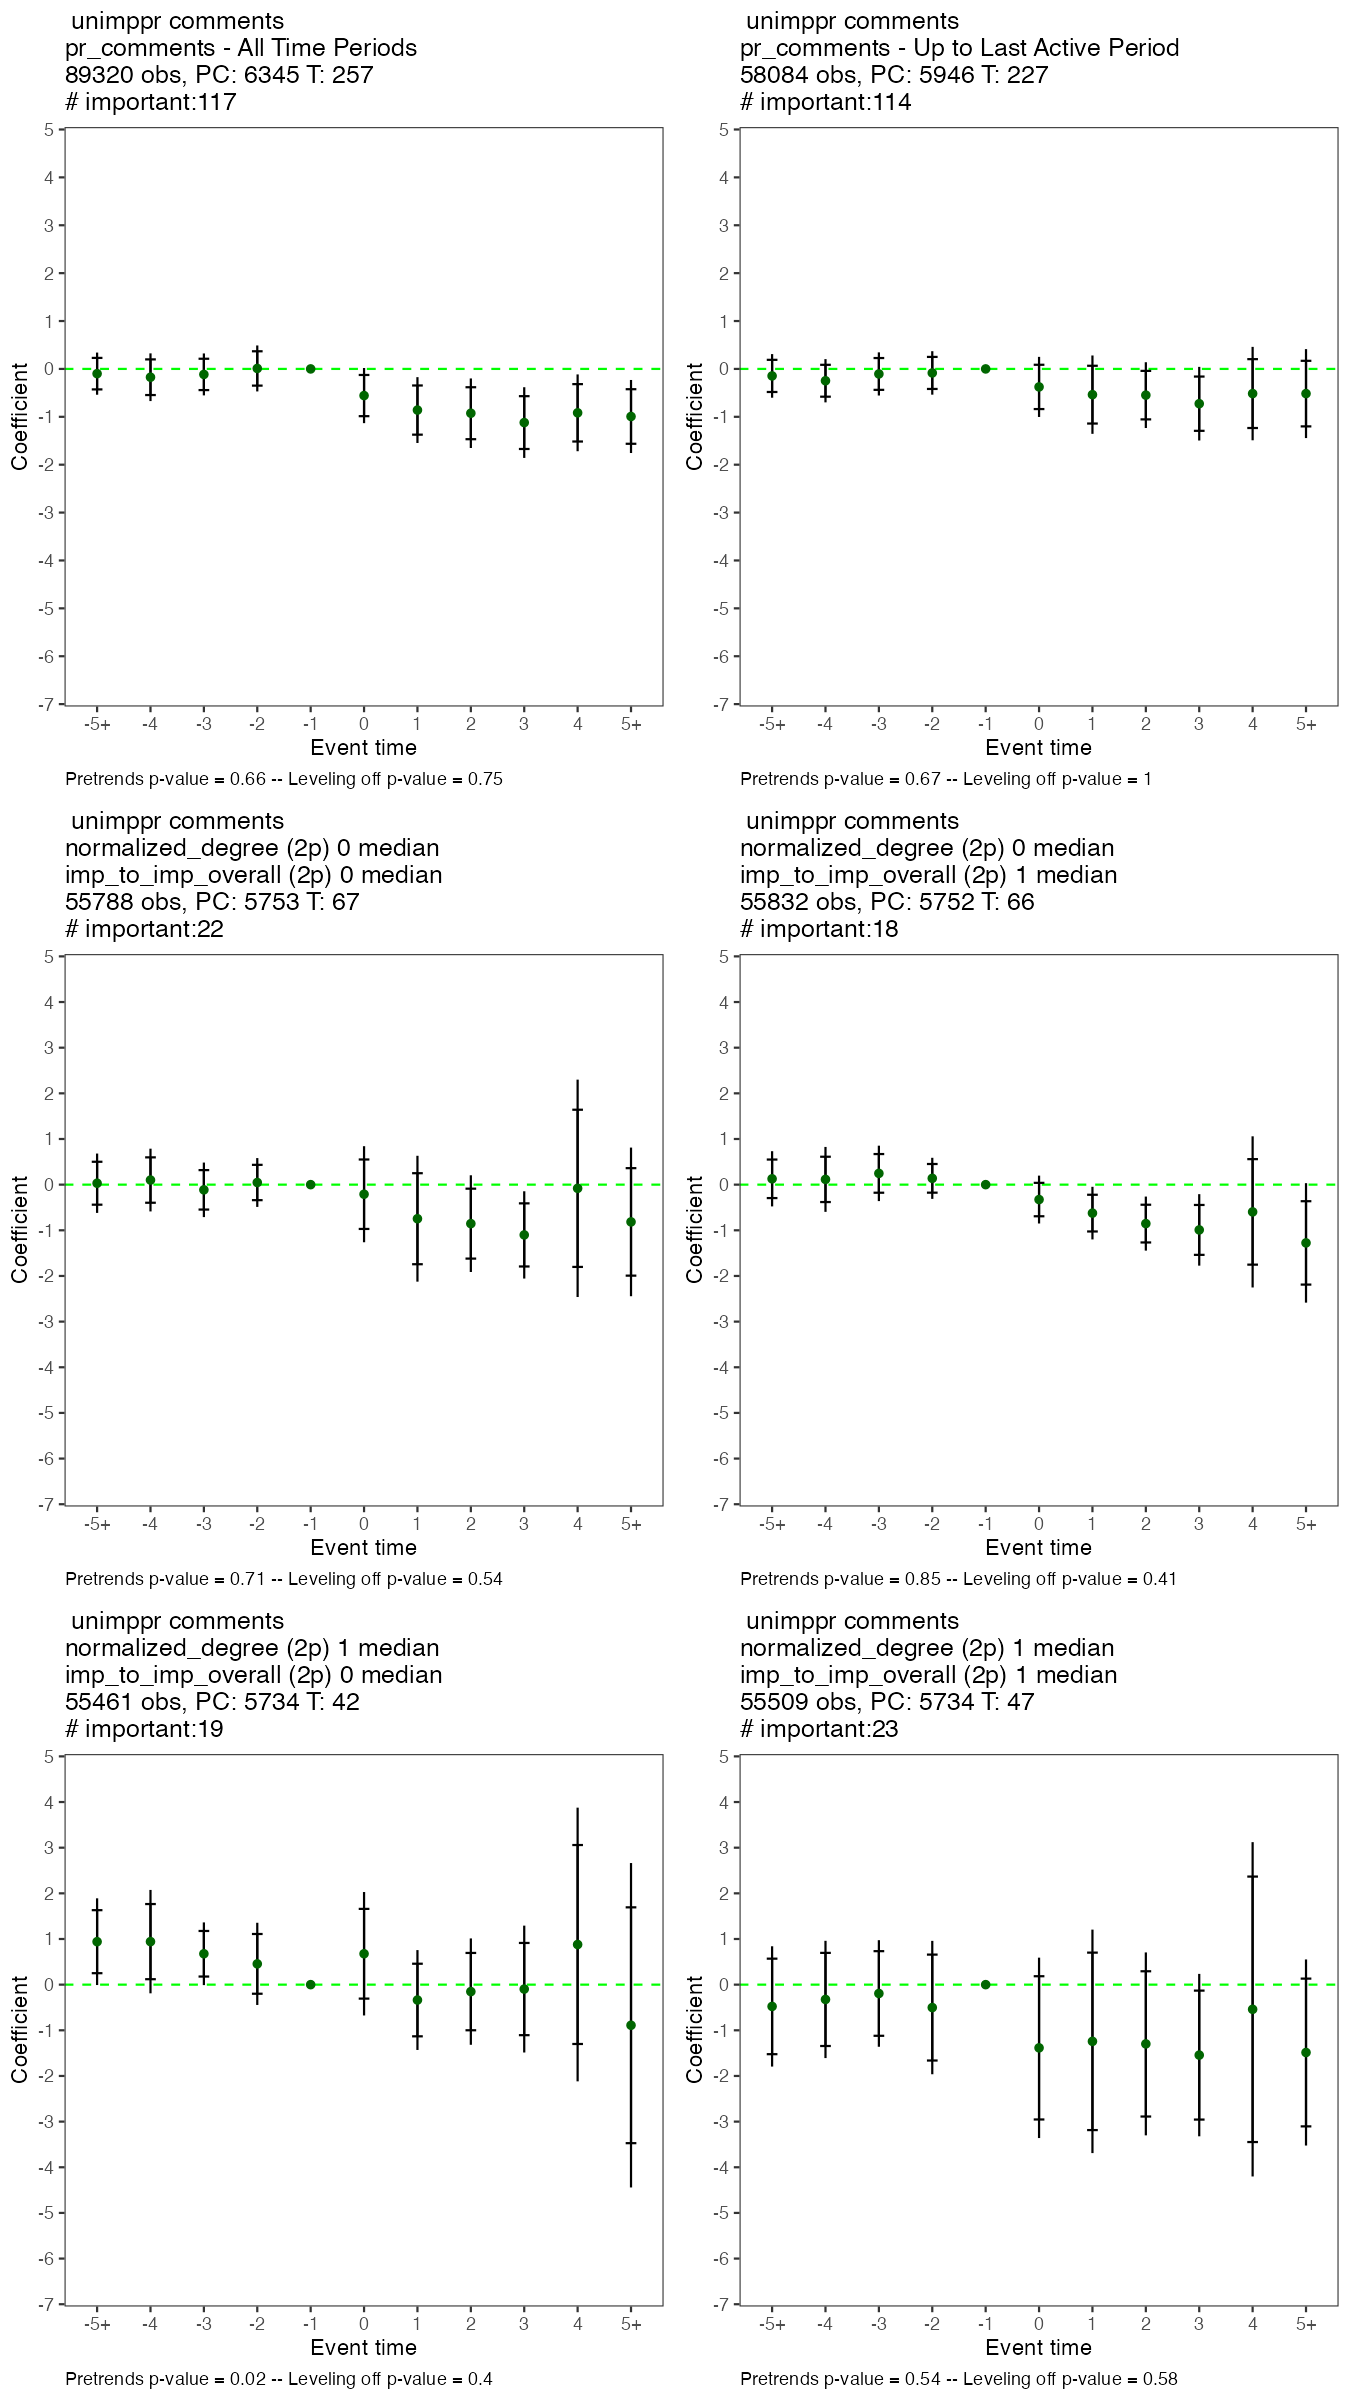 unimppr comments
pr_comments - All Time Periods
89320 obs, PC: 6345 T: 257
# important:117
5
4
3
2
1
0
-1
-2
-3
-4
-5
-6
-7
Coefficient
-5+ -4 -3 -2 -1 0 1 2 3 4 5+
Event time
Pretrends p-value = 0.66 -- Leveling off p-value = 0.75
unimppr comments
pr_comments - Up to Last Active Period
58084 obs, PC: 5946 T: 227
# important:114
5
4
3
2
1
0
-1
-2
-3
-4
-5
-6
-7
Coefficient
-5+ -4 -3 -2 -1 0 1 2 3 4 5+
Event time
Pretrends p-value = 0.67 -- Leveling off p-value = 1
unimppr comments
normalized_degree (2p) 0 median
imp_to_imp_overall (2p) 0 median
55788 obs, PC: 5753 T: 67
# important:22
5
4
3
2
1
0
-1
-2
-3
-4
-5
-6
-7
Coefficient
-5+ -4 -3 -2 -1 0 1 2 3 4 5+
Event time
Pretrends p-value = 0.71 -- Leveling off p-value = 0.54
unimppr comments
normalized_degree (2p) 0 median
imp_to_imp_overall (2p) 1 median
55832 obs, PC: 5752 T: 66
# important:18
5
4
3
2
1
0
-1
-2
-3
-4
-5
-6
-7
Coefficient
-5+ -4 -3 -2 -1 0 1 2 3 4 5+
Event time
Pretrends p-value = 0.85 -- Leveling off p-value = 0.41
unimppr comments
normalized_degree (2p) 1 median
imp_to_imp_overall (2p) 0 median
55461 obs, PC: 5734 T: 42
# important:19
5
4
3
2
1
0
-1
-2
-3
-4
-5
-6
-7
Coefficient
-5+ -4 -3 -2 -1 0 1 2 3 4 5+
Event time
Pretrends p-value = 0.02 -- Leveling off p-value = 0.4
unimppr comments
normalized_degree (2p) 1 median
imp_to_imp_overall (2p) 1 median
55509 obs, PC: 5734 T: 47
# important:23
5
4
3
2
1
0
-1
-2
-3
-4
-5
-6
-7
Coefficient
-5+ -4 -3 -2 -1 0 1 2 3 4 5+
Event time
Pretrends p-value = 0.54 -- Leveling off p-value = 0.58